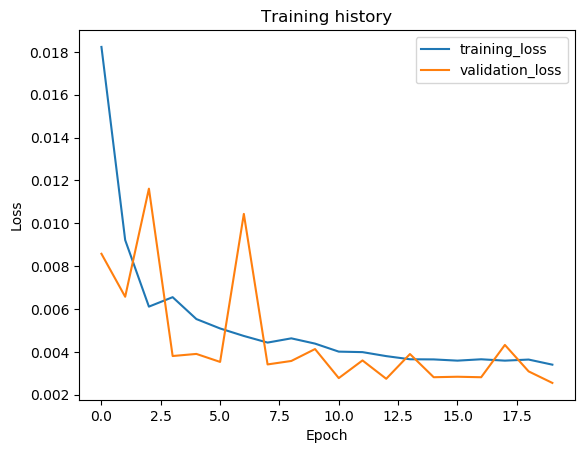 Training history
training_loss
validation_loss
0.018
0.016
0.014
0.012
0.010
0.008
0.006
0.004
0.002
Loss
0.0 2.5 5.0 7.5 10.0 12.5 15.0 17.5
Epoch